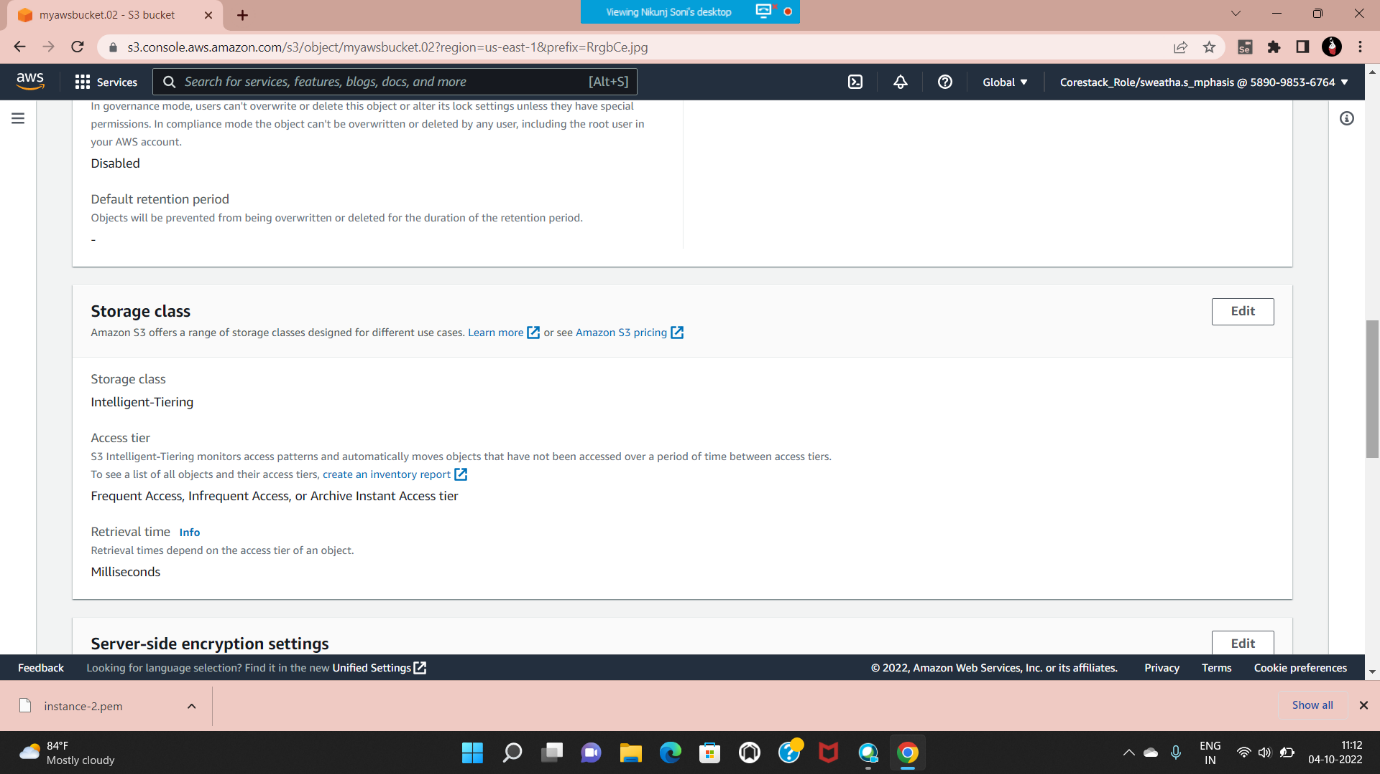 myawsbucket.02 - S3 bucket
Viewing Nikunj Soni's desktop
s3.console.aws.amazon.com/s3/object/myawsbucket.02?region=us-east-1&prefix=RrgbCe.jpg
Se
aws
Services
Search for services, features, blogs, docs, and more
[Alt+S]
Global ▼
Corestack_Role/sweatha.s_mphasis @ 5890-9853-6764 ▼
In governance mode, users can't overwrite or delete this object or alter its lock settings unless they have special
permissions. In compliance mode the object can't be overwritten or deleted by any user, including the root user in
your AWS account.
Disabled
Default retention period
Objects will be prevented from being overwritten or deleted for the duration of the retention period.
-
Storage class
Edit
Amazon S3 offers a range of storage classes designed for different use cases. Learn more or see Amazon S3 pricing
Storage class
Intelligent-Tiering
Access tier
S3 Intelligent-Tiering monitors access patterns and automatically moves objects that have not been accessed over a period of time between access tiers.
To see a list of all objects and their access tiers, create an inventory report
Frequent Access, Infrequent Access, or Archive Instant Access tier
Retrieval time Info
Retrieval times depend on the access tier of an object.
Milliseconds
Server-side encryption settings
Edit
Feedback
Looking for language selection? Find it in the new Unified Settings
© 2022, Amazon Web Services, Inc. or its affiliates.
Privacy
Terms
Cookie preferences
instance-2.pem
Show all
84°F
Mostly cloudy
ENG
IN
11:12
04-10-2022